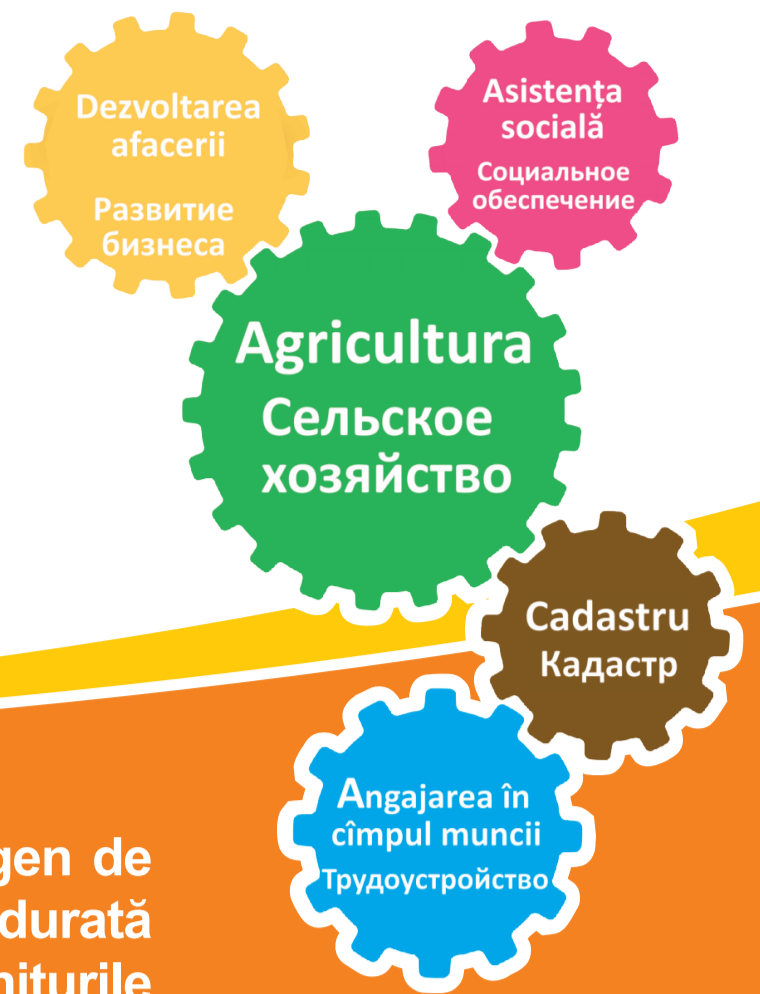 Dezvoltarea
afacerii
Развитие
бизнеса
Asistența
socială
Социальное
обеспечение
Agricultura
Сельское
хозяйство
Cadastru
Кадастр
Angajarea în
cîmpul muncii
Трудоустройство
de
durată